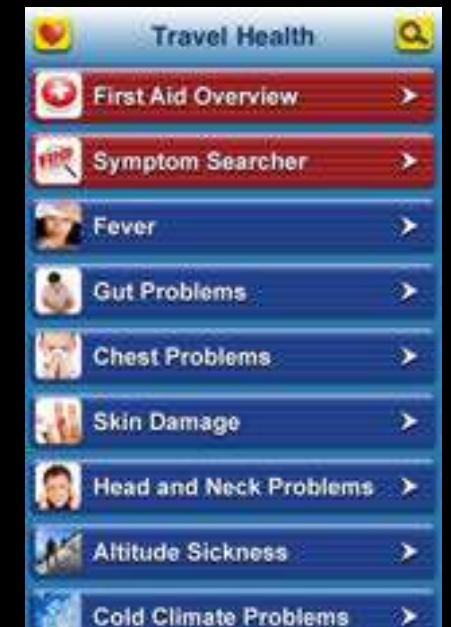 Travel Health
First Aid Overview
Symptom Searcher
Fever
Gut Problems
Chest Problems
Skin Damage
Head and Neck Problems
Altitude Sickness
Cold Climate Problems